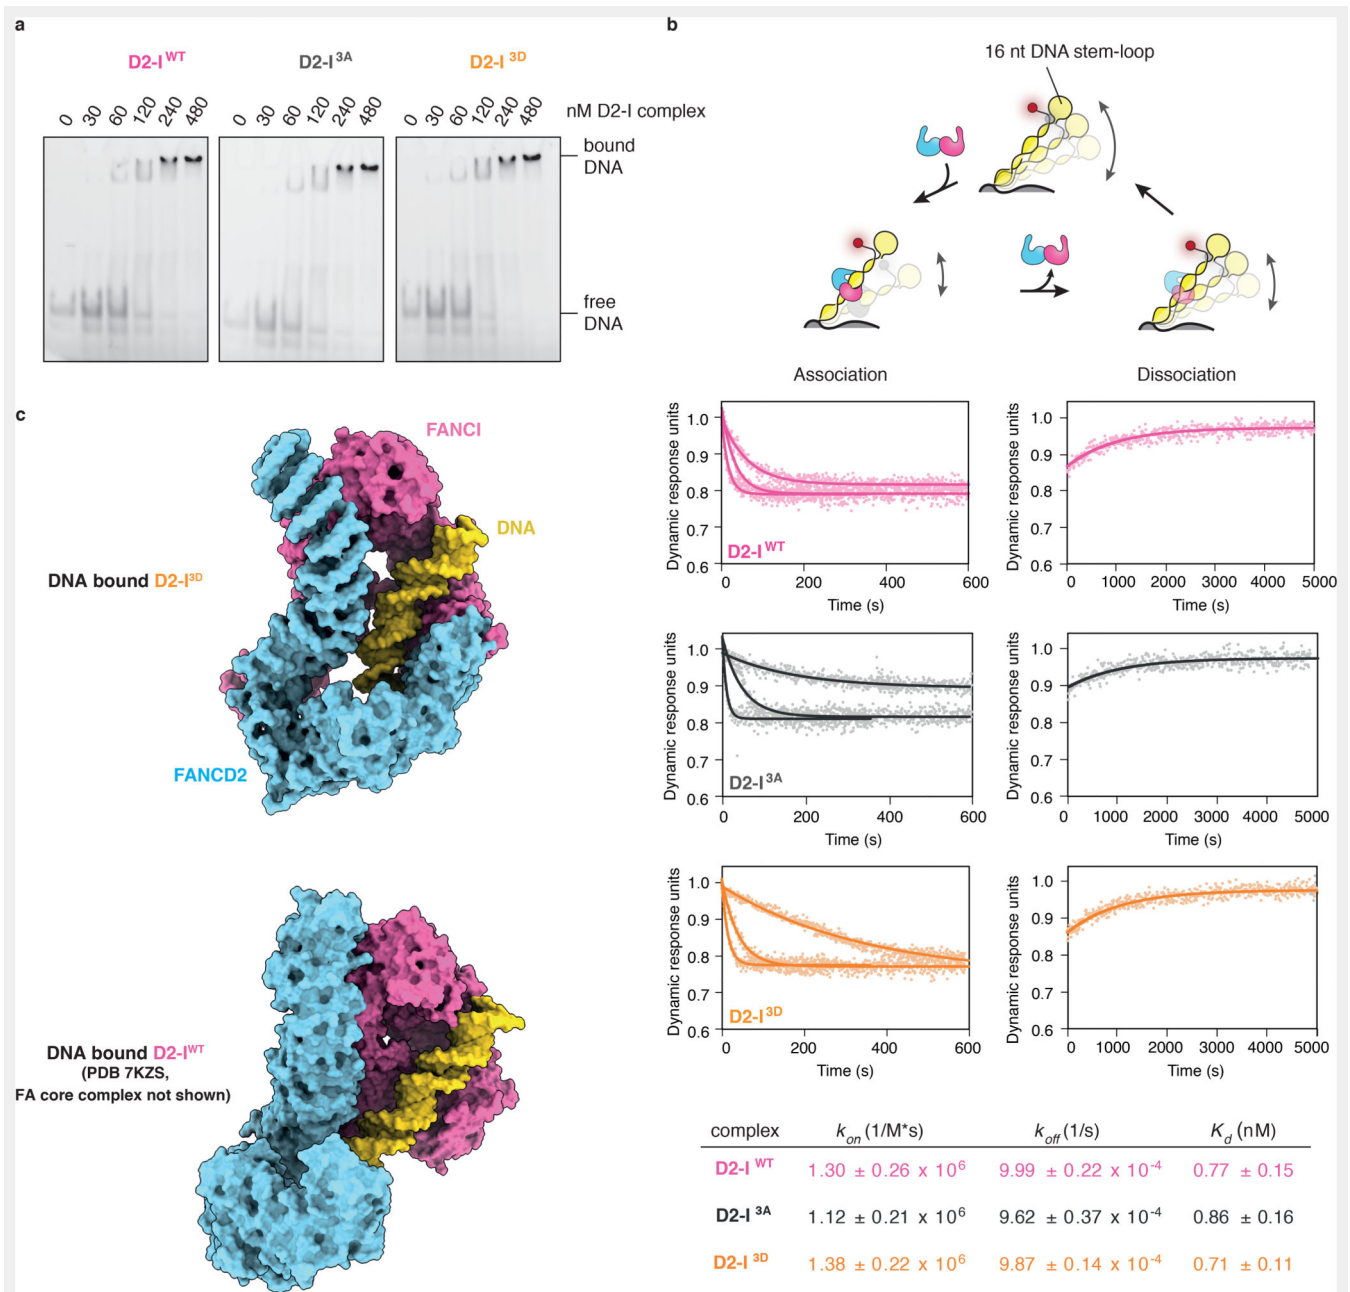 a
D2-I WT
D2-I 3A
D2-I 3D
0 30 60 120 240 480
0 30 60 120 240 480
0 30 60 120 240 480
nM D2-I complex
bound
DNA
free
DNA
b
16 nt DNA stem-loop
Association
Dissociation
Dynamic response units
1.0
0.9
0.8
0.7
0.6
D2-I WT
0 200 400 600
Time (s)
Dynamic response units
1.0
0.9
0.8
0.7
0.6
0 1000 2000 3000 4000 5000
Time (s)
Dynamic response units
1.0
0.9
0.8
0.7
0.6
D2-I 3A
200 400 600
Time (s)
Dynamic response units
1.0
0.9
0.8
0.7
0.6
0 1000 2000 3000 4000 5000
Time (s)
Dynamic response units
1.0
0.9
0.8
0.7
0.6
D2-I 3D
0 200 400 600
Time (s)
Dynamic response units
1.0
0.9
0.8
0.7
0.6
0 1000 2000 3000 4000 5000
Time (s)
complex kon (1/M*s) koff (1/s) Kd (nM)
D2-I WT 1.30 ± 0.26 x 10^6 9.99 ± 0.22 x 10^-4 0.77 ± 0.15
D2-I 3A 1.12 ± 0.21 x 10^6 9.62 ± 0.37 x 10^-4 0.86 ± 0.16
D2-I 3D 1.38 ± 0.22 x 10^6 9.87 ± 0.14 x 10^-4 0.71 ± 0.11
c
FANCI
DNA
DNA bound D2-I3D
FANCD2
DNA bound D2-IWT
(PDB 7KZS,
FA core complex not shown)